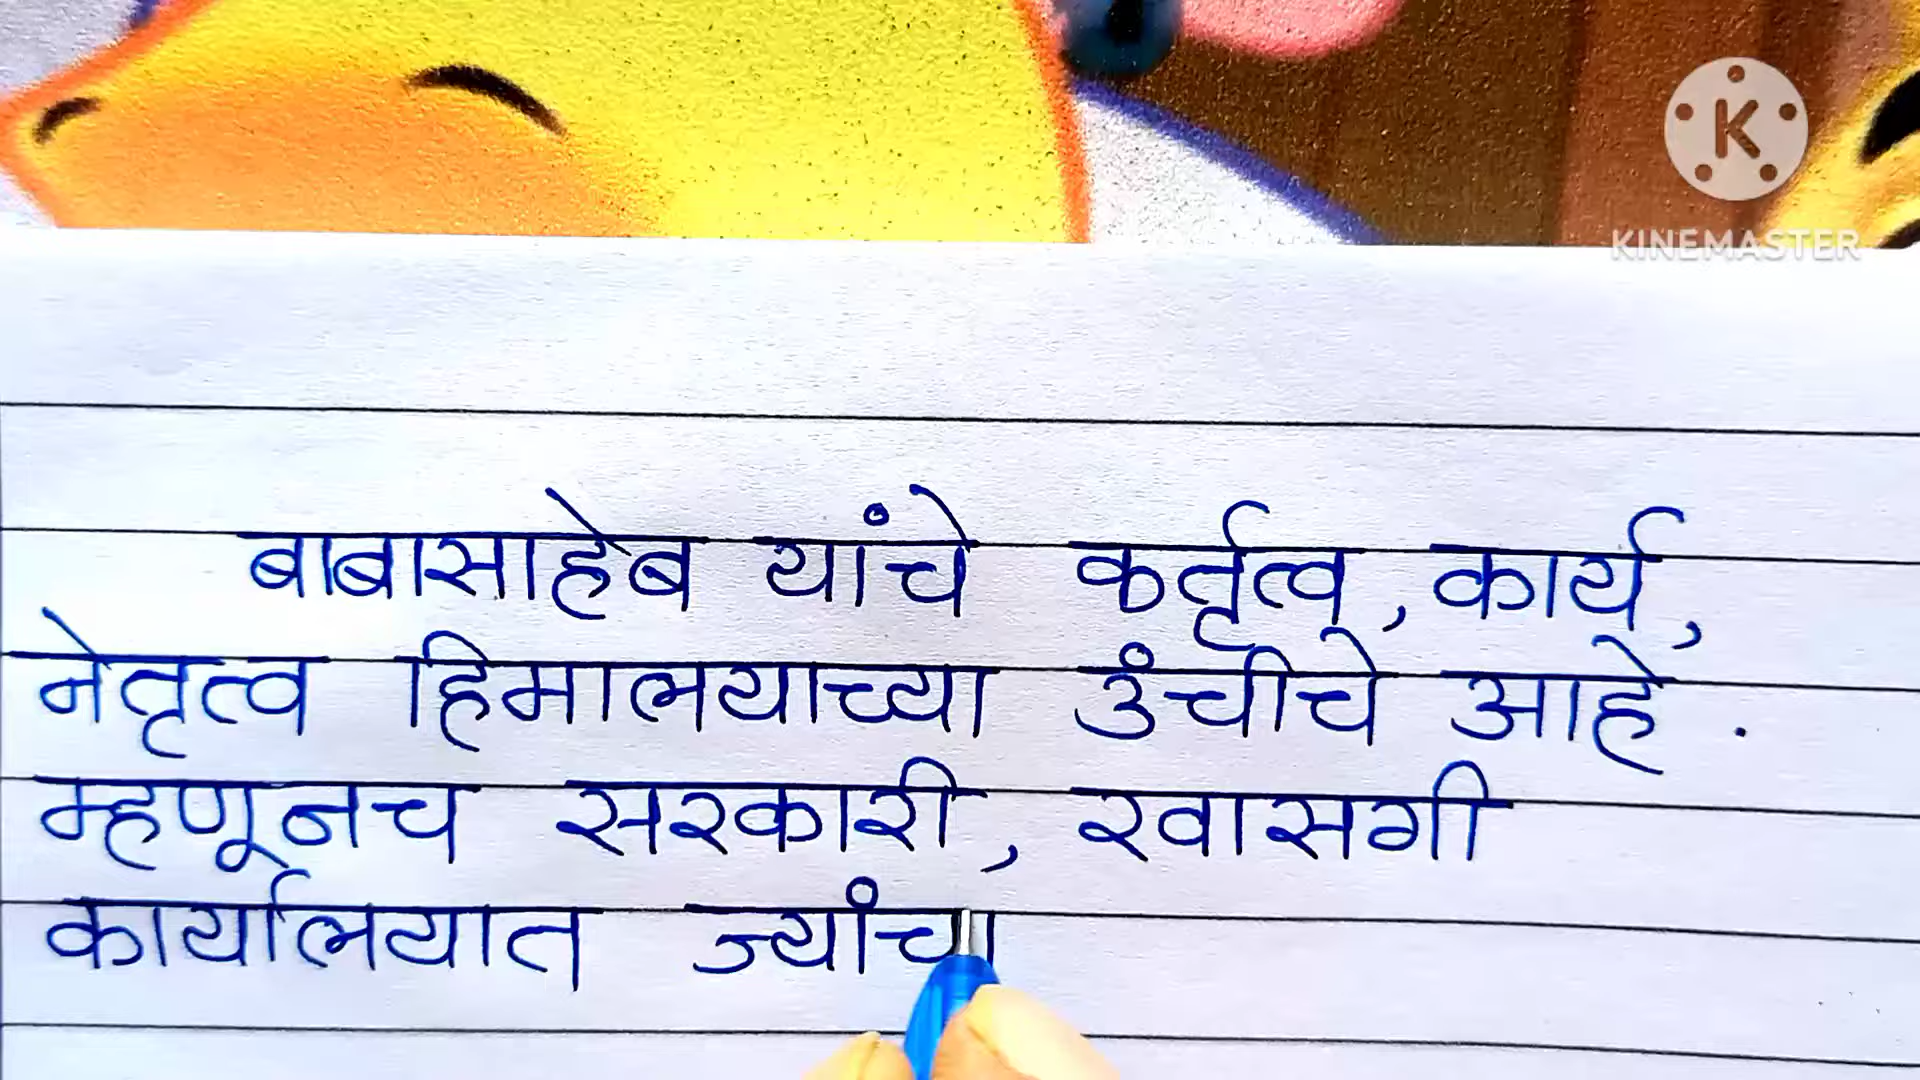 K
KINEMASTER
बाबासाहेब यांचे कर्तृत्व, कार्य,
नेतृत्व हिमालयाच्या उंचीचे आहे.
म्हणूनच सरकारी, खासगी
कार्यालयात ज्यांचा